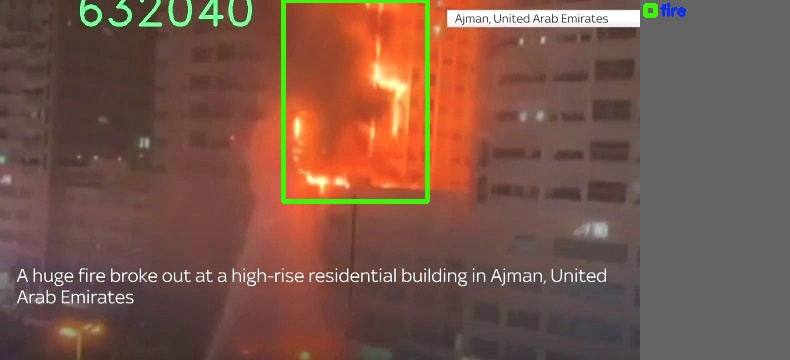 632040
Ajman, United Arab Emirates
fire
A huge fire broke out at a high-rise residential building in Ajman, United
Arab Emirates